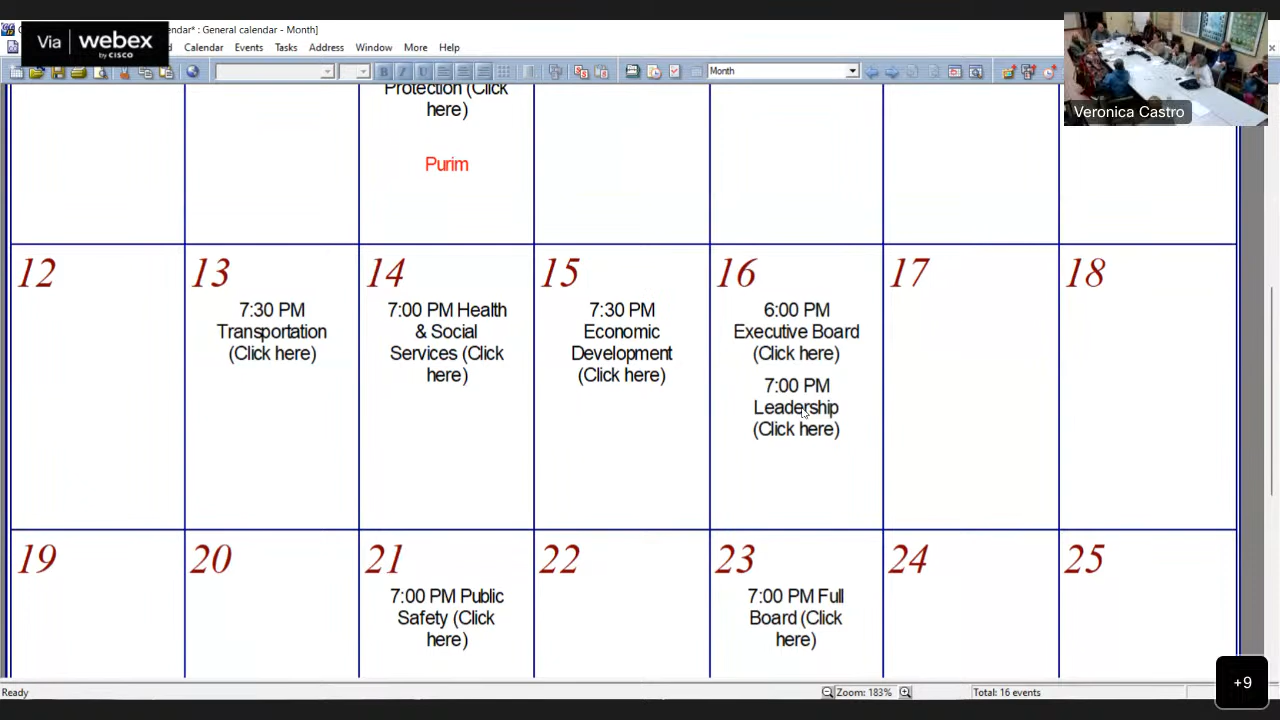 endar* : General calendar - Month]
Via webex
by CISCO
Calendar Events Tasks Address Window More Help
Month
Veronica Castro
Protection (Click
here)
Purim
12
13
7:30 PM
Transportation
(Click here)
14
7:00 PM Health
& Social
Services (Click
here)
15
7:30 PM
Economic
Development
(Click here)
16
6:00 PM
Executive Board
(Click here)
7:00 PM
Leadership
(Click here)
17
18
19
20
21
7:00 PM Public
Safety (Click
here)
22
23
7:00 PM Full
Board (Click
here)
24
25
+9
Ready
Zoom: 183%
Total: 16 events